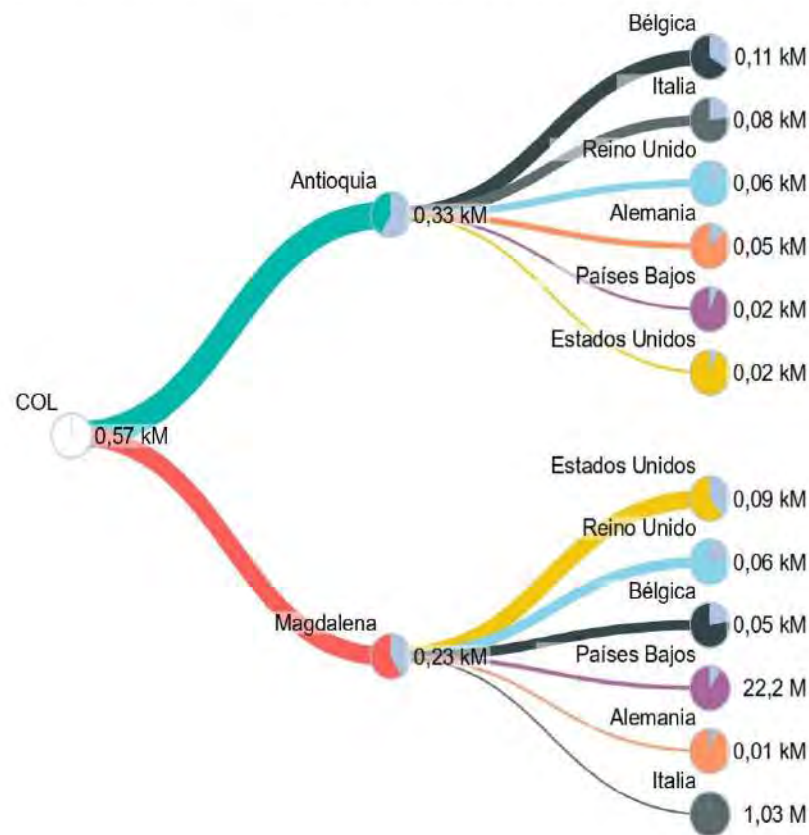 COL
0,57 kM
Antioquia
0,33 kM
Bélgica
0,11 kM
Italia
0,08 kM
Reino Unido
0,06 kM
Alemania
0,05 kM
Países Bajos
0,02 kM
Estados Unidos
0,02 kM
Magdalena
0,23 kM
Estados Unidos
0,09 kM
Reino Unido
0,06 kM
Bélgica
0,05 kM
Países Bajos
22,2 M
Alemania
0,01 kM
Italia
1,03 M